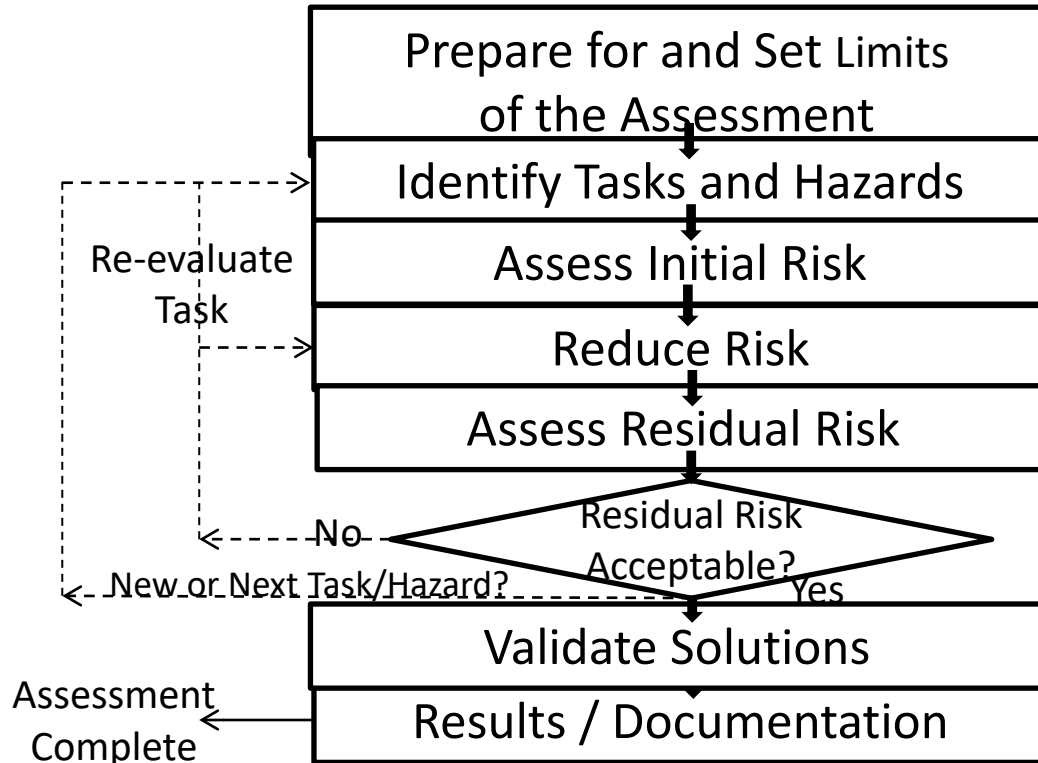 Prepare for and Set Limits
of the Assessment
Identify Tasks and Hazards
Re-evaluate
Task
Assess Initial Risk
Reduce Risk
Assess Residual Risk
Residual Risk
Acceptable?
No
New or Next Task/Hazard?
Yes
Validate Solutions
Results / Documentation
Assessment
Complete